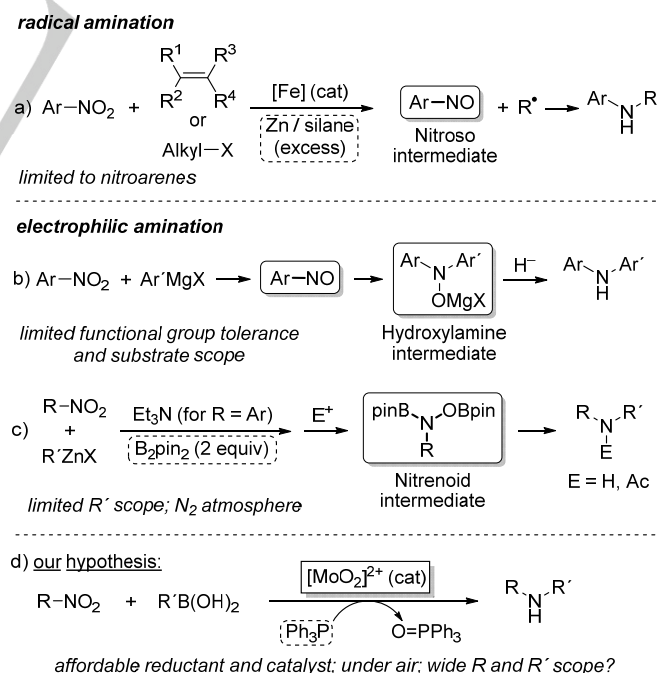 radical amination
R¹ R³
R² R⁴
a) Ar–NO₂ + or Alkyl–X
[Fe] (cat)
Zn / silane
(excess)
Ar–NO + R• Ar N H R
Nitroso
intermediate
limited to nitroarenes
electrophilic amination
b) Ar–NO₂ + Ar´MgX Ar–NO Ar N Ar´ OMgX H⁻ Ar N H Ar´
limited functional group tolerance
and substrate scope
Hydroxylamine
intermediate
c) R–NO₂
+
R´ZnX
Et₃N (for R = Ar)
B₂pin₂ (2 equiv)
E⁺
pinB N OBpin
R
R N R´
E
Nitrenoid
intermediate
E = H, Ac
limited R´ scope; N₂ atmosphere
d) our hypothesis:
[MoO₂]²⁺ (cat)
R–NO₂ + R´B(OH)₂ R N H R´
Ph₃P O=PPh₃
affordable reductant and catalyst; under air; wide R and R´ scope?